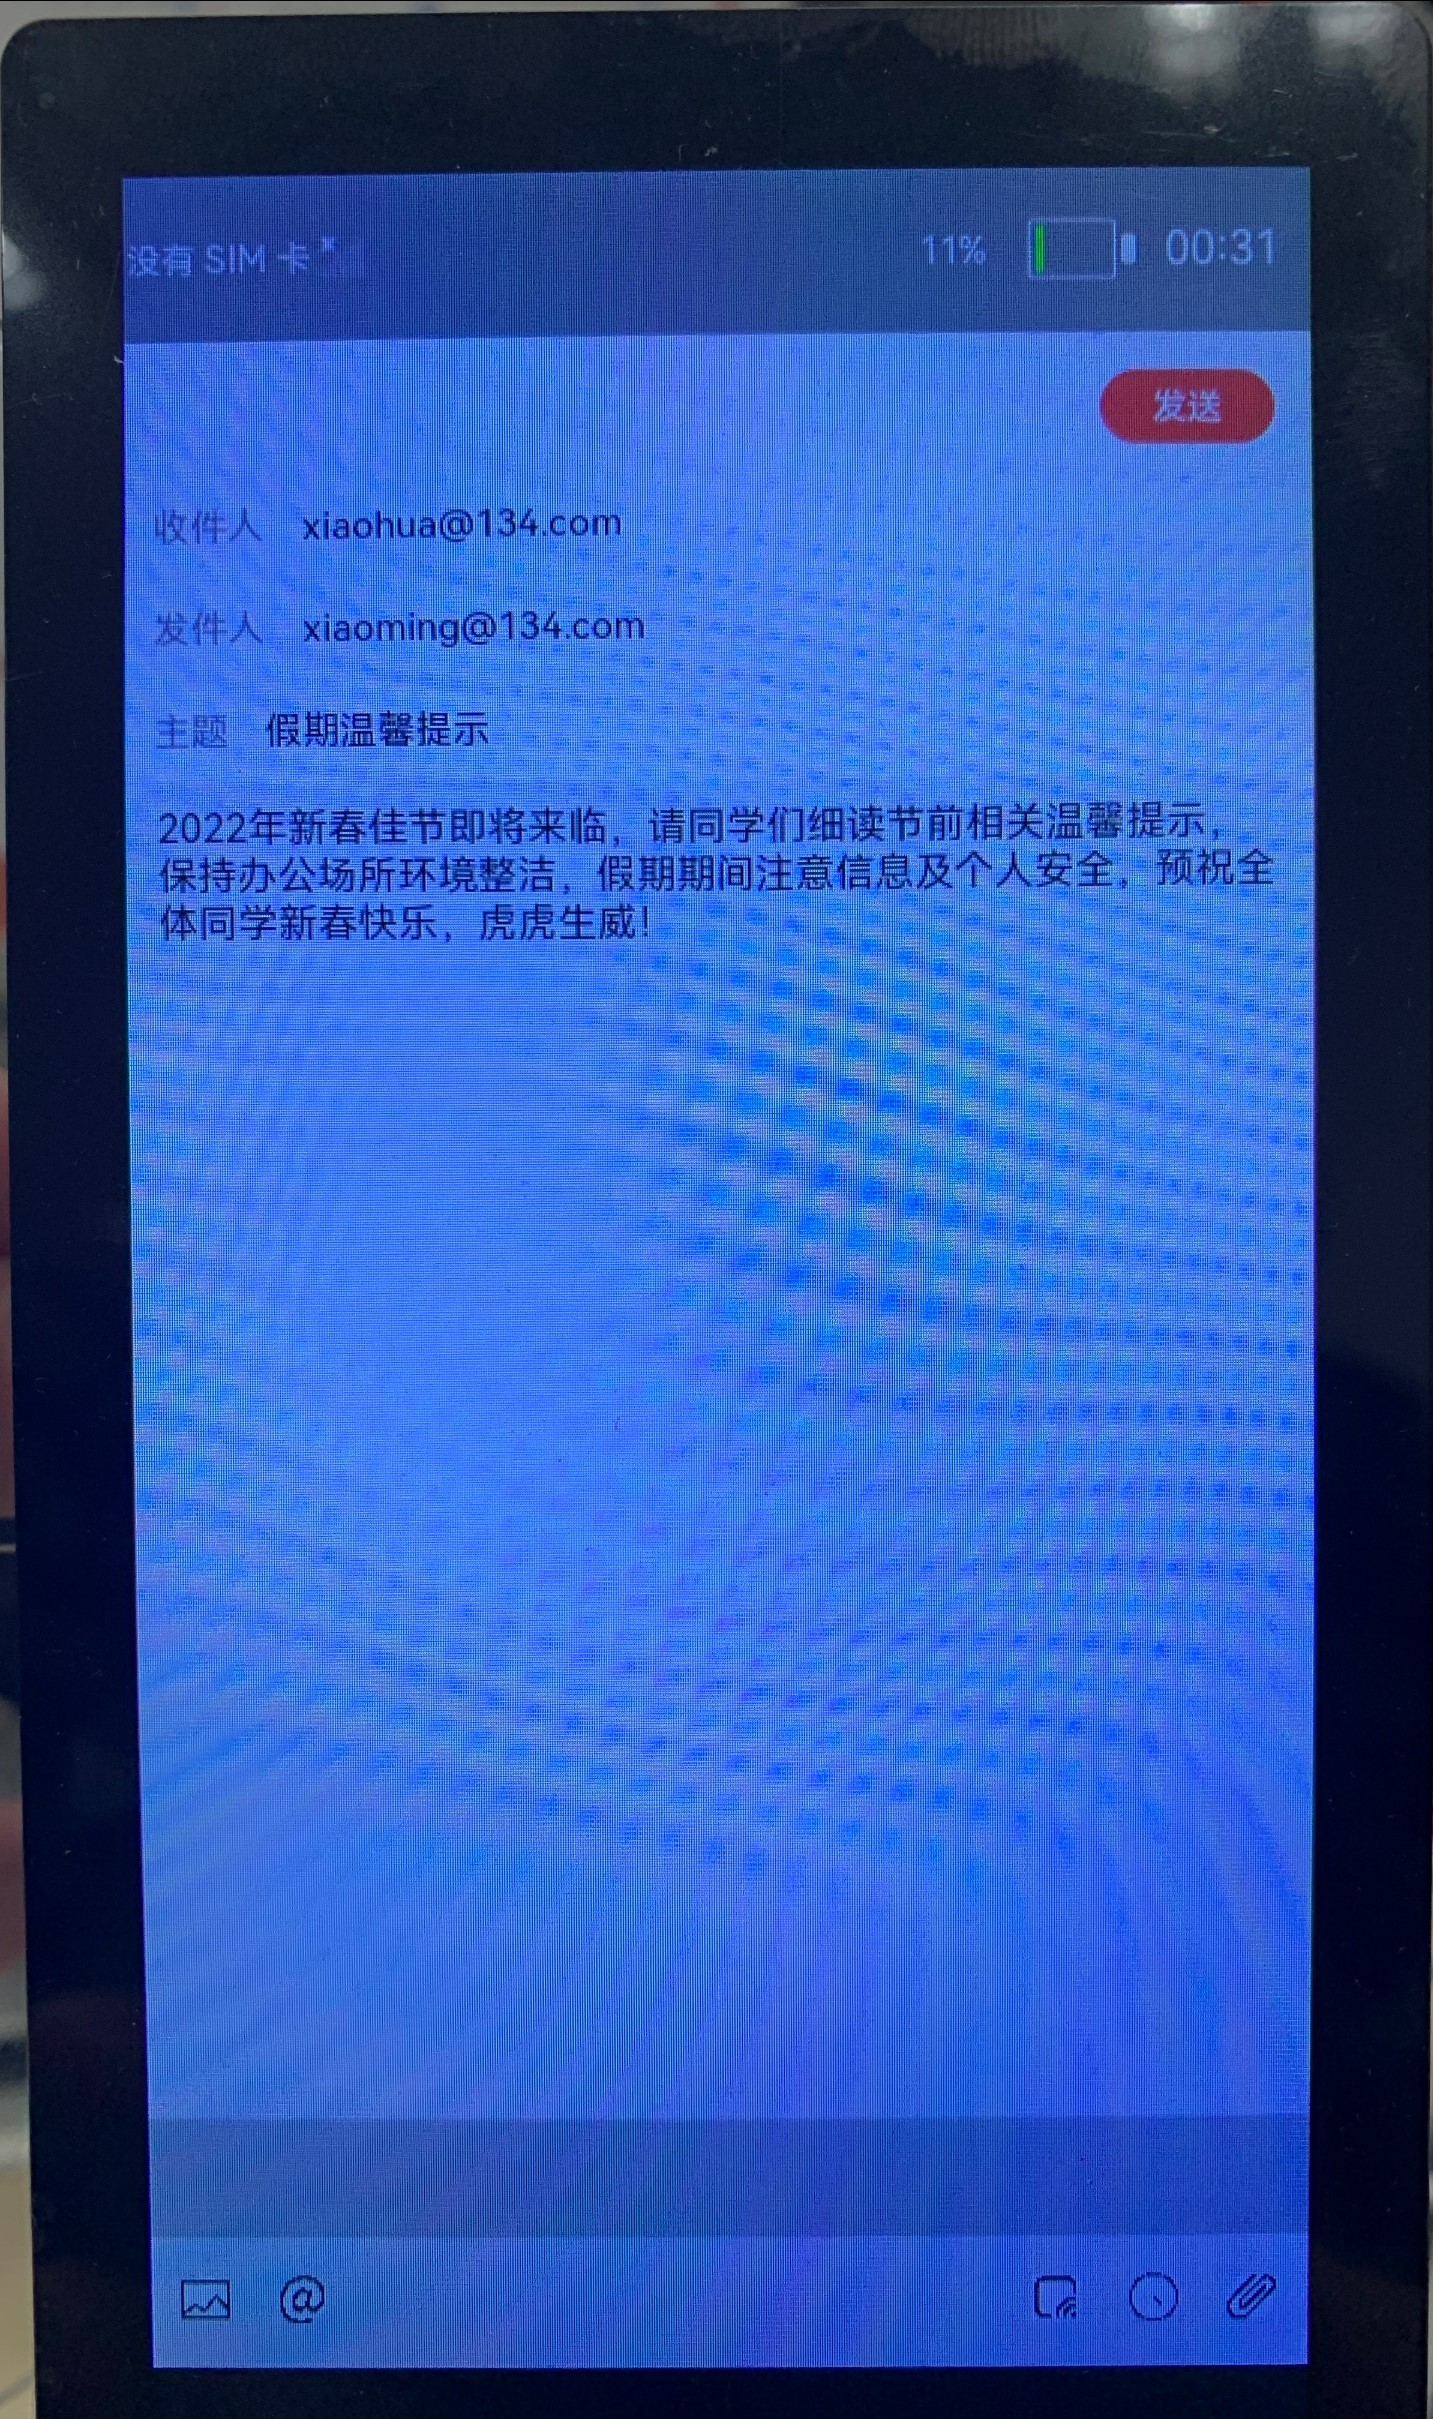 没有 SIM 卡
11%
00:31
发送
收件人 xiaohua@134.com
发件人 xiaoming@134.com
主题 假期温馨提示
2022年新春佳节即将来临，请同学们细读节前相关温馨提示，
保持办公场所环境整洁，假期期间注意信息及个人安全，预祝全
体同学新春快乐，虎虎生威！
@